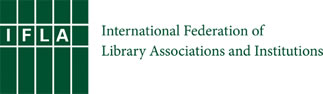 IFLA
International Federation of
Library Associations and Institutions